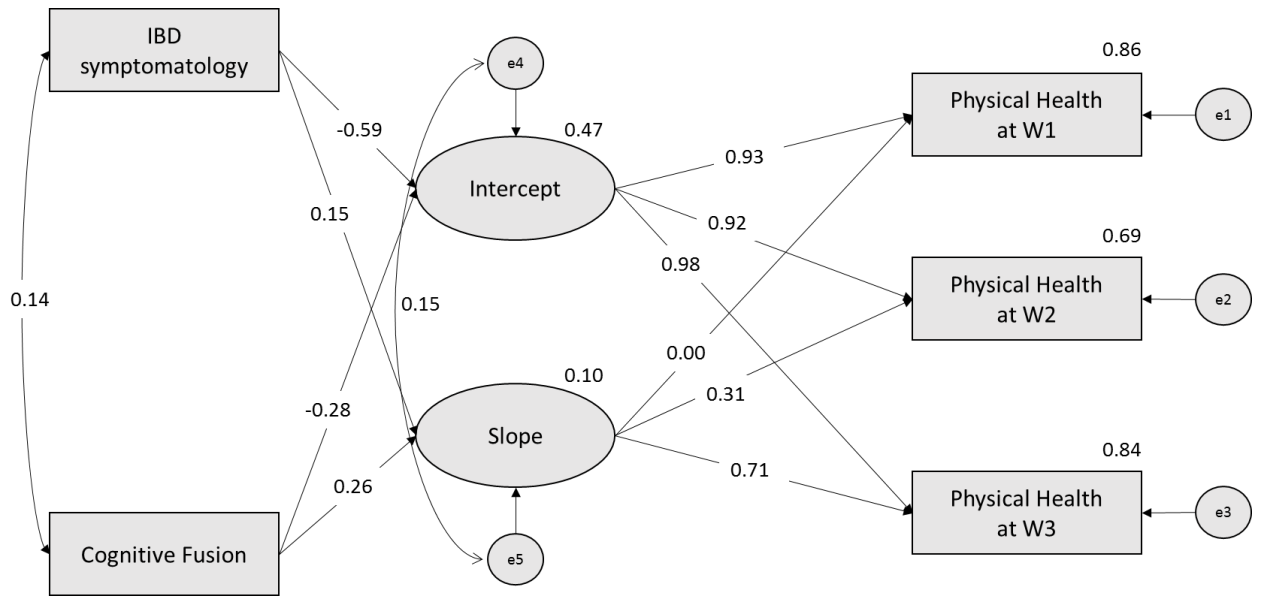 IBD
symptomatology
e4
0.86
Physical Health
at W1
e1
-0.59
0.47
0.93
Intercept
0.15
0.92
0.69
0.98
Physical Health
at W2
e2
0.14
0.15
0.00
0.10
0.31
-0.28
Slope
0.84
0.71
0.26
Physical Health
at W3
e3
Cognitive Fusion
e5